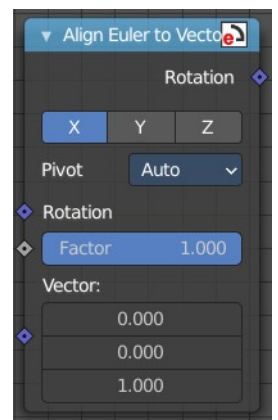 Align Euler to Vecto
e
Rotation
X Y Z
Pivot Auto
Rotation
Factor 1.000
Vector:
0.000
0.000
1.000